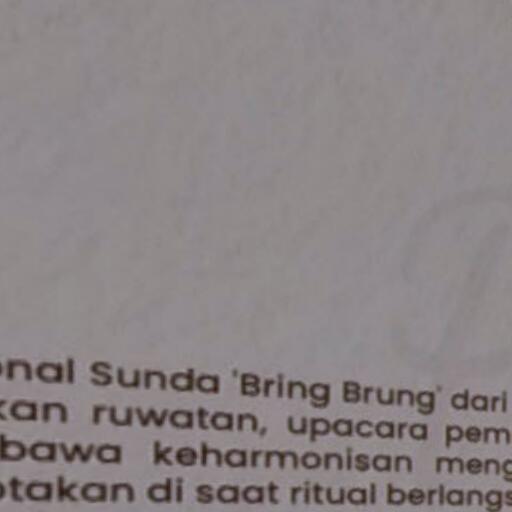 onal Sunda 'Bring Brung' dari
kan ruwatan, upacara pem
bawa keharmonisan meng
ptakan di saat ritual berlangs